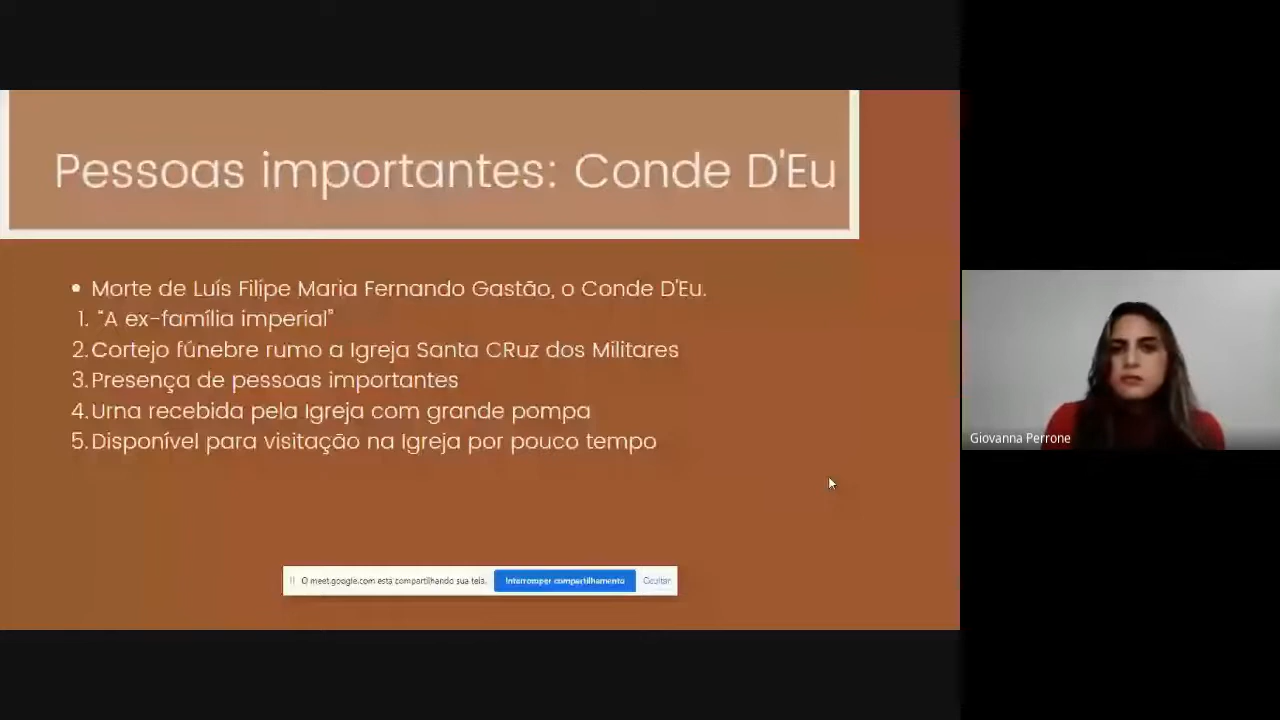 Pessoas importantes: Conde D'Eu
• Morte de Luís Filípe Maria Fernando Gastão, o Conde D'Eu.
1. "A ex-família imperial"
2. Cortejo fúnebre rumo a Igreja Santa CRuz dos Militares
3. Presença de pessoas importantes
4. Urna recebida pela Igreja com grande pompa
5. Disponível para visitação na Igreja por pouco tempo
Giovanna Perrone
O meet.google.com esta compartilhando sua tela. Interromper compartilhamento Ocultar